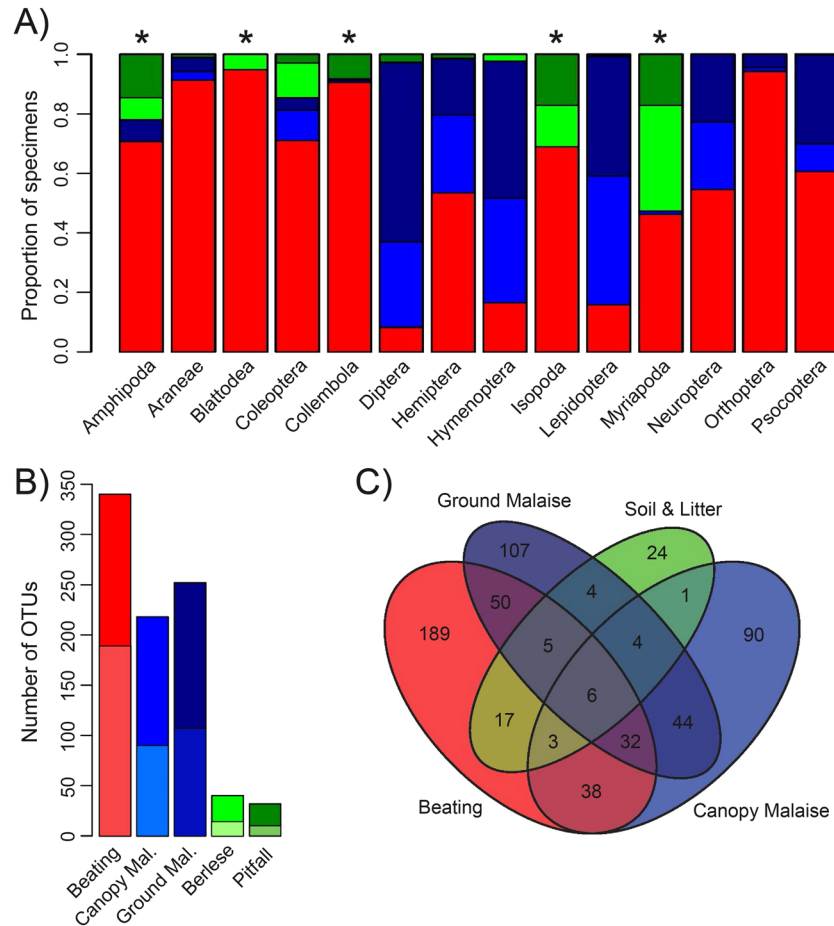 A)
* * * * *
Proportion of specimens
1.0
0.8
0.6
0.4
0.2
0.0
Amphipoda
Araneae
Blattodea
Coleoptera
Collembola
Diptera
Hemiptera
Hymenoptera
Isopoda
Lepidoptera
Myriapoda
Neuroptera
Orthoptera
Psocoptera
B)
Number of OTUs
350
300
250
200
150
100
50
0
Beating
Canopy Mal.
Ground Mal.
Berlese
Pitfall
C)
Ground Malaise
Soil & Litter
107
24
50
4
1
189
5
4
90
6
17
3
32
44
38
Beating
Canopy Malaise